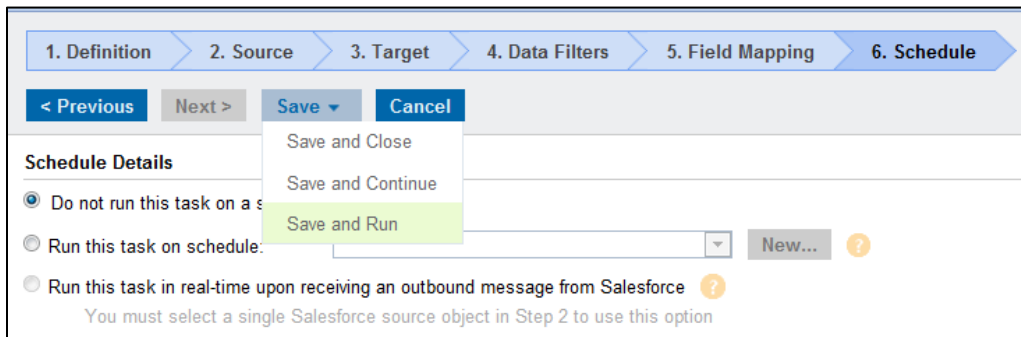 1. Definition 2. Source 3. Target 4. Data Filters 5. Field Mapping 6. Schedule
< Previous Next > Save Cancel
Save and Close
Save and Continue
Save and Run
Schedule Details
Do not run this task on a s
Run this task on schedule: New... ?
Run this task in real-time upon receiving an outbound message from Salesforce ?
You must select a single Salesforce source object in Step 2 to use this option